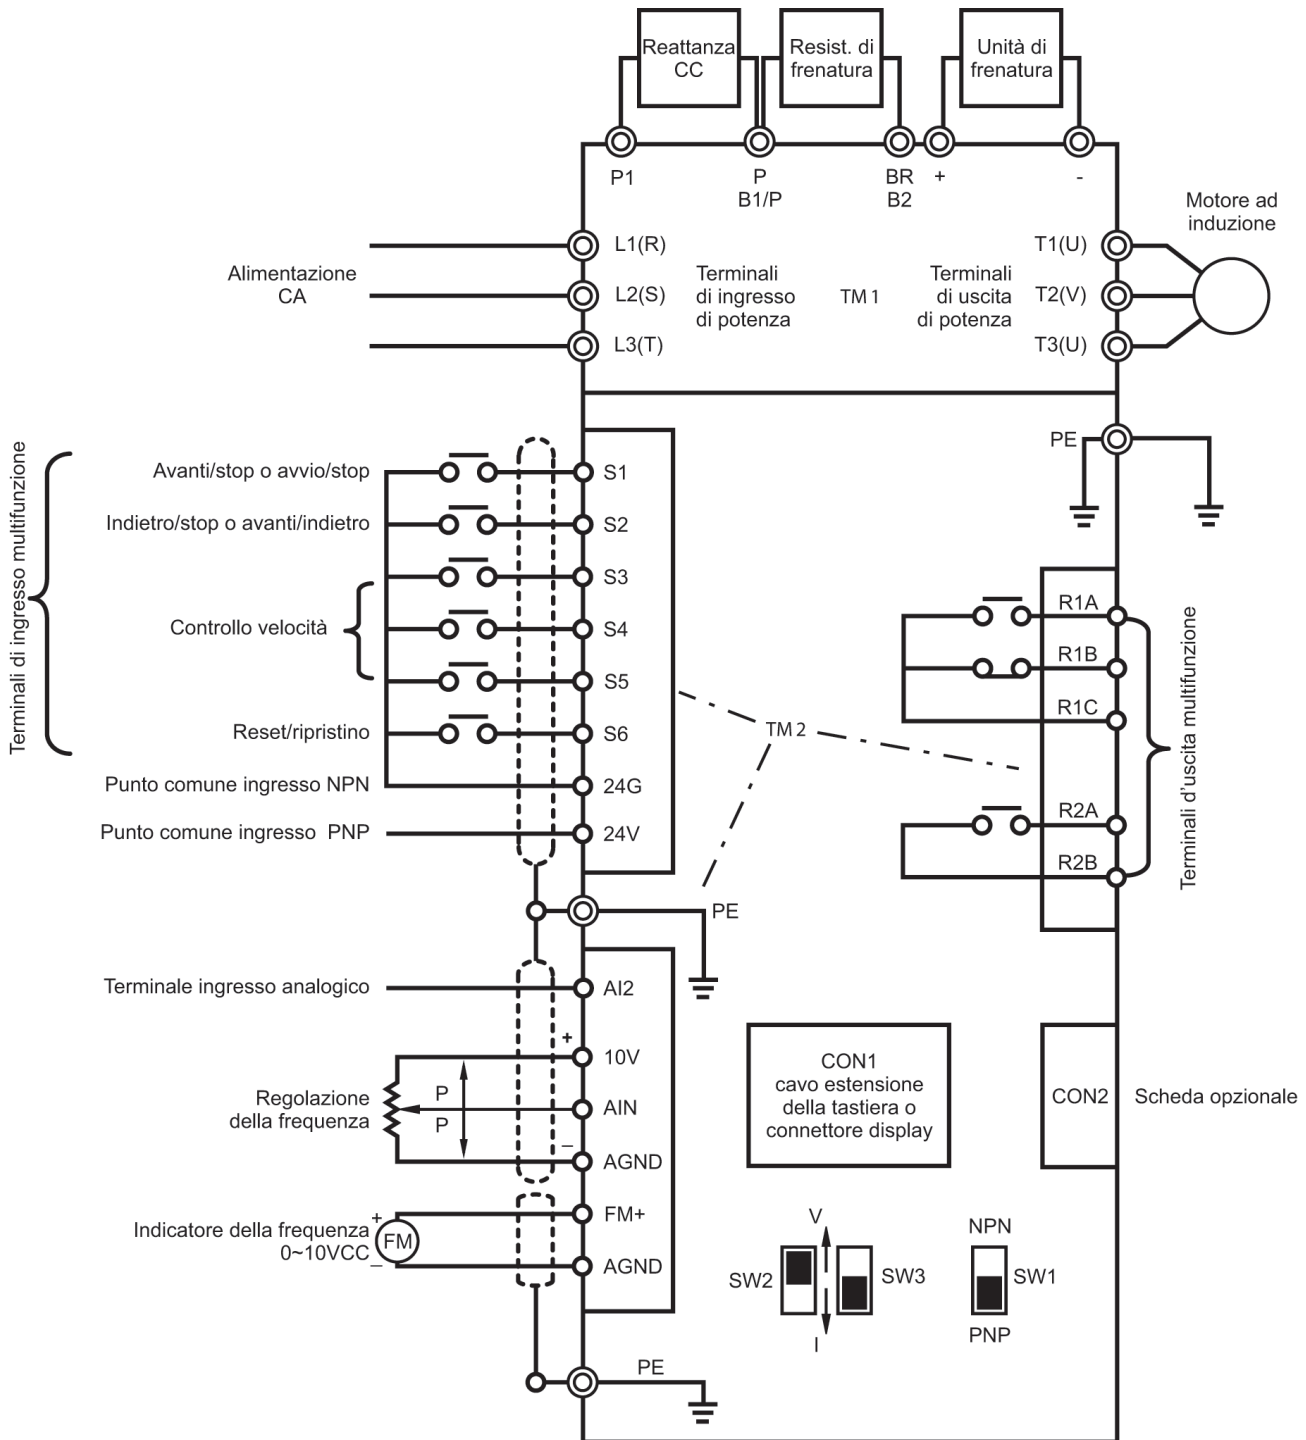 Reattanza
CC
Resist. di
frenatura
Unità di
frenatura
P1
P
B1/P
BR
B2
+
-
Motore ad
induzione
Alimentazione
CA
L1(R)
L2(S)
L3(T)
Terminali
di ingresso
di potenza
TM 1
Terminali
di uscita
di potenza
T1(U)
T2(V)
T3(U)
PE
Terminali di ingresso multifunzione
Avanti/stop o avvio/stop
S1
Indietro/stop o avanti/indietro
S2
S3
Controllo velocità
S4
S5
Reset/ripristino
S6
Punto comune ingresso NPN
24G
Punto comune ingresso PNP
24V
TM 2
R1A
R1B
R1C
R2A
R2B
Terminali d'uscita multifunzione
PE
Terminale ingresso analogico
AI2
+
10V
Regolazione
della frequenza
P
P
AIN
–
AGND
Indicatore della frequenza
0~10VCC
+
FM
–
FM+
AGND
CON1
cavo estensione
della tastiera o
connettore display
CON2
Scheda opzionale
V
SW2
SW3
I
NPN
SW1
PNP
PE